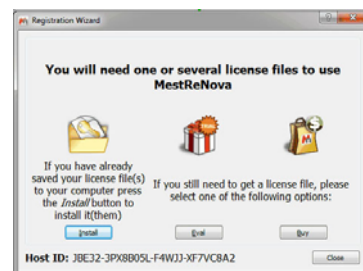 Registration Wizard
You will need one or several license files to use
MestReNova
TRIAL
If you have already
saved your license file(s)
to your computer press
the Install button to
install it(them)
If you still need to get a license file, please
select one of the following options:
Install
Eval
Buy
Host ID: JBE32-3PX8B05L-F4WJJ-XF7VC8A2
Close